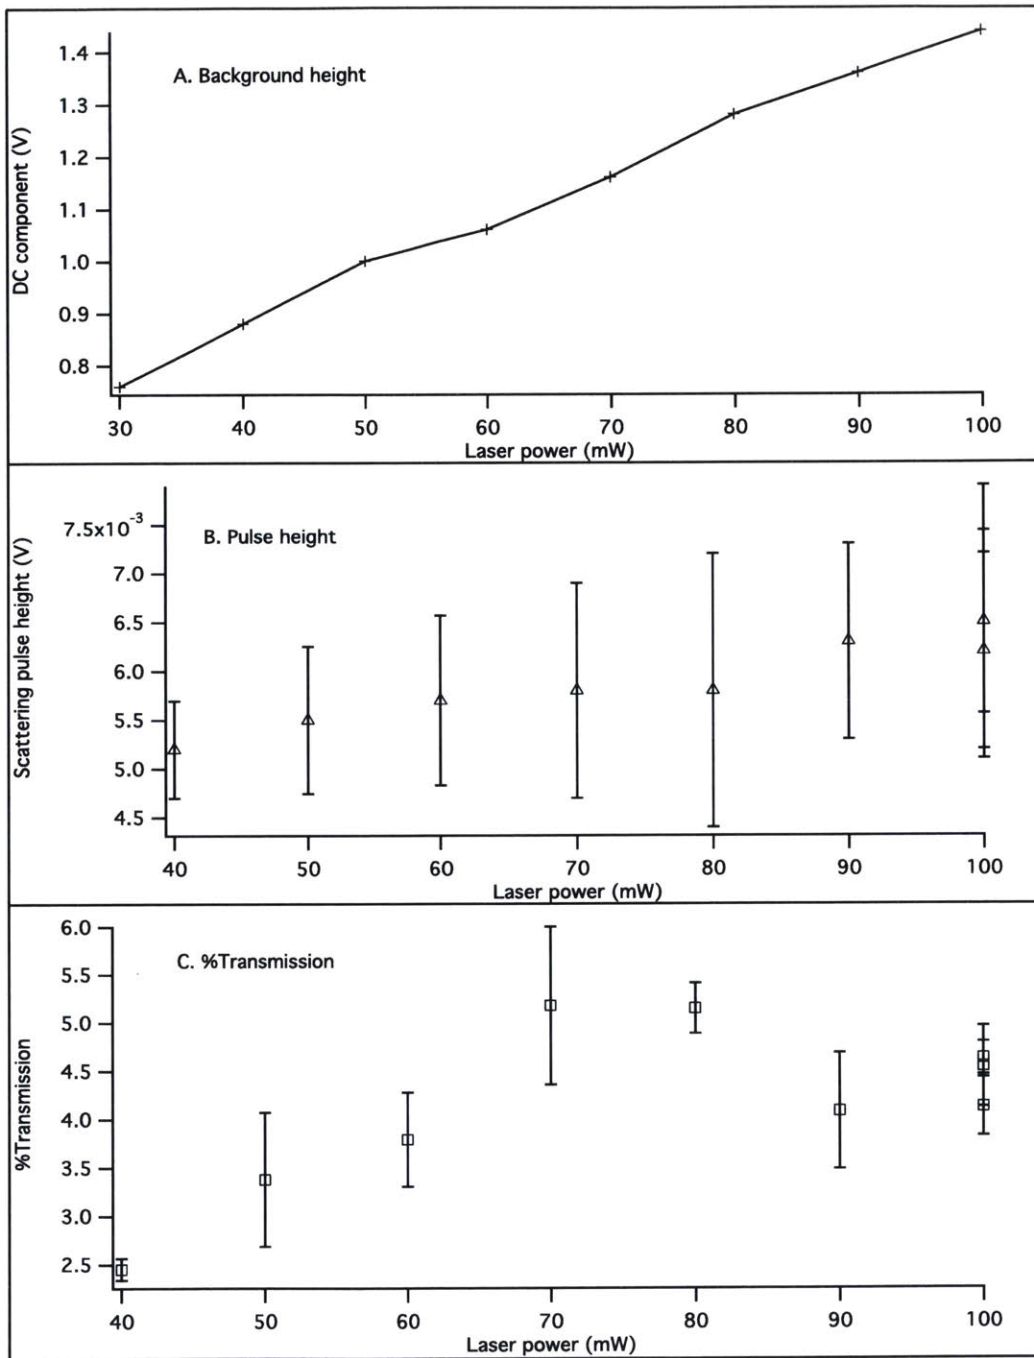 A. Background height
DC component (V)
1.4
1.3
1.2
1.1
1.0
0.9
0.8
30 40 50 60 70 80 90 100
Laser power (mW)
B. Pulse height
Scattering pulse height (V)
7.5x10-3
7.0
6.5
6.0
5.5
5.0
4.5
40 50 60 70 80 90 100
Laser power (mW)
C. %Transmission
%Transmission
6.0
5.5
5.0
4.5
4.0
3.5
3.0
2.5
40 50 60 70 80 90 100
Laser power (mW)